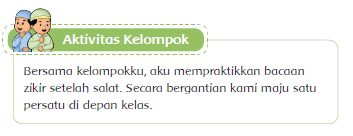 Aktivitas Kelompok
Bersama kelompokku, aku mempraktikkan bacaan
zikir setelah salat. Secara bergantian kami maju satu
persatu di depan kelas.